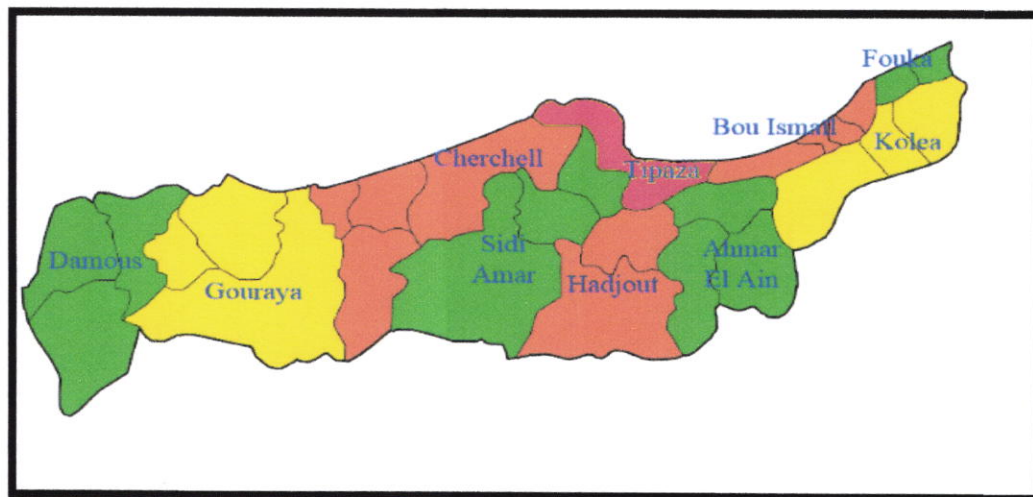 Fouka
Bou Ismail
Kolea
Cherchell
Tipaza
Damous
Sidi
Amar
Ahmar
El Ain
Gouraya
Hadjout